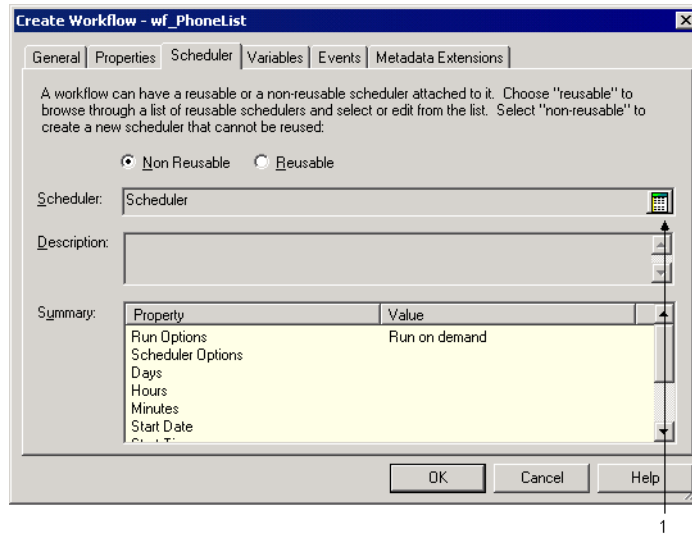 Create Workflow - wf_PhoneList
General Properties Scheduler Variables Events Metadata Extensions
A workflow can have a reusable or a non-reusable scheduler attached to it. Choose "reusable" to
browse through a list of reusable schedulers and select or edit from the list. Select "non-reusable" to
create a new scheduler that cannot be reused:
Non Reusable Reusable
Scheduler: Scheduler
Description:
Summary: Property Value
Run Options Run on demand
Scheduler Options
Days
Hours
Minutes
Start Date
OK Cancel Help
1